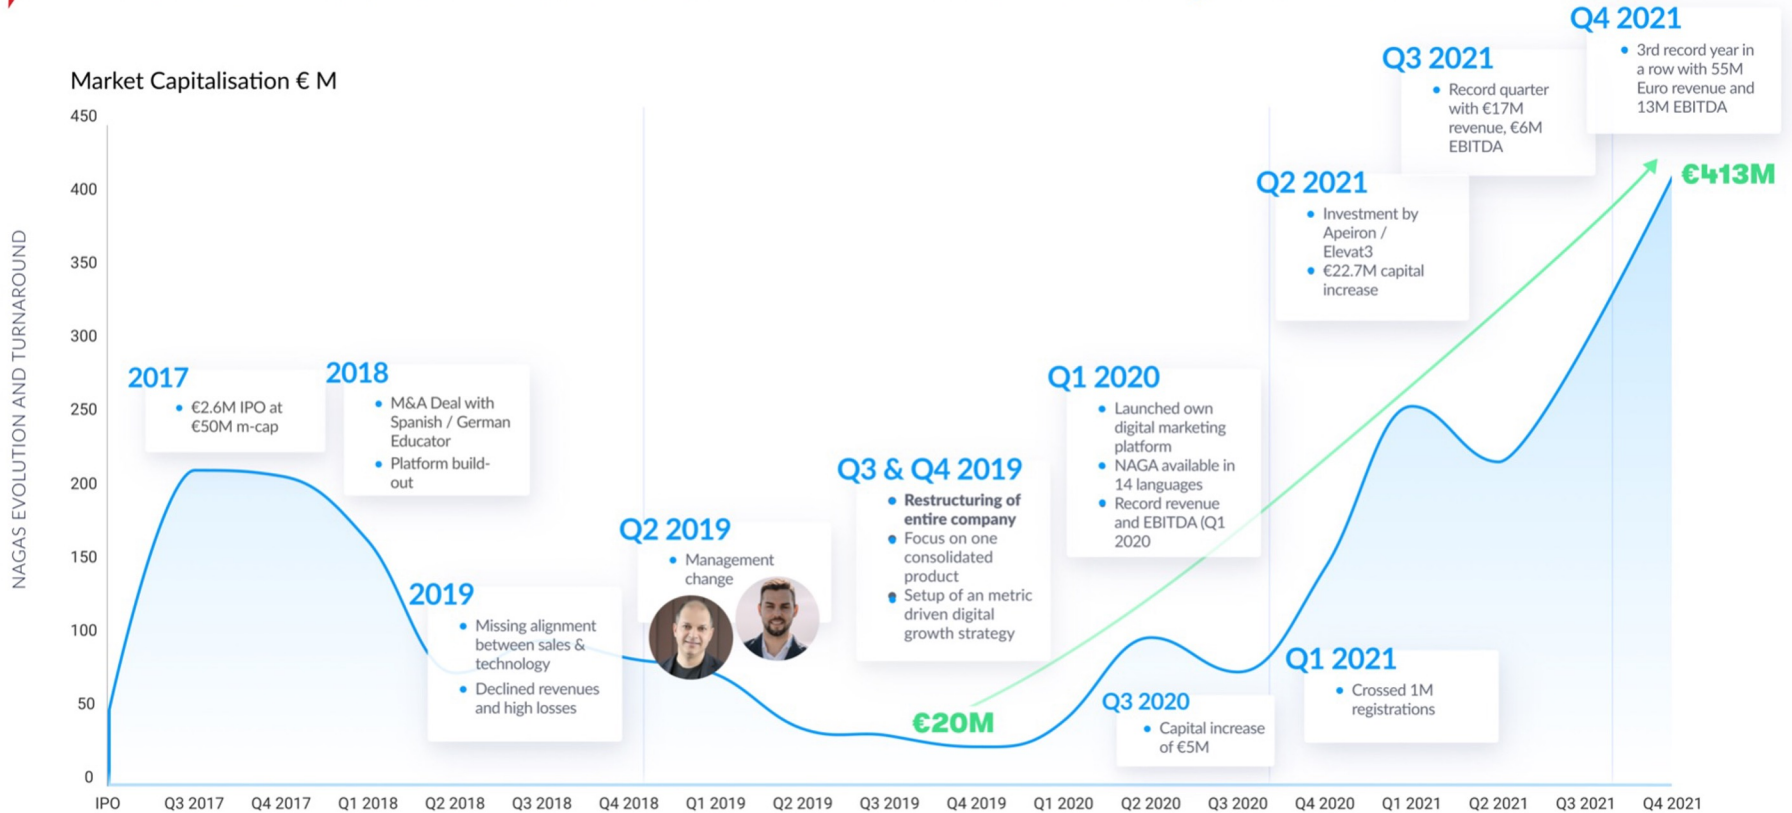 NAGAS EVOLUTION AND TURNAROUND
Market Capitalisation € M
450
400
350
300
250
200
150
100
50
0
IPO
Q3 2017
Q4 2017
Q1 2018
Q2 2018
Q3 2018
Q4 2018
Q1 2019
Q2 2019
Q3 2019
Q4 2019
Q1 2020
Q2 2020
Q3 2020
Q4 2020
Q1 2021
Q2 2021
Q3 2021
Q4 2021
2017
€2.6M IPO at
€50M m-cap
2018
M&A Deal with
Spanish / German
Educator
Platform build-
out
2019
Missing alignment
between sales &
technology
Declined revenues
and high losses
Q2 2019
Management
change
Q3 & Q4 2019
Restructuring of
entire company
Focus on one
consolidated
product
Setup of an metric
driven digital
growth strategy
€20M
Q1 2020
Launched own
digital marketing
platform
NAGA available in
14 languages
Record revenue
and EBITDA (Q1
2020
Q3 2020
Capital increase
of €5M
Q1 2021
Crossed 1M
registrations
Q2 2021
Investment by
Apeiron /
Elevat3
€22.7M capital
increase
Q3 2021
Record quarter
with €17M
revenue, €6M
EBITDA
Q4 2021
3rd record year in
a row with 55M
Euro revenue and
13M EBITDA
€413M